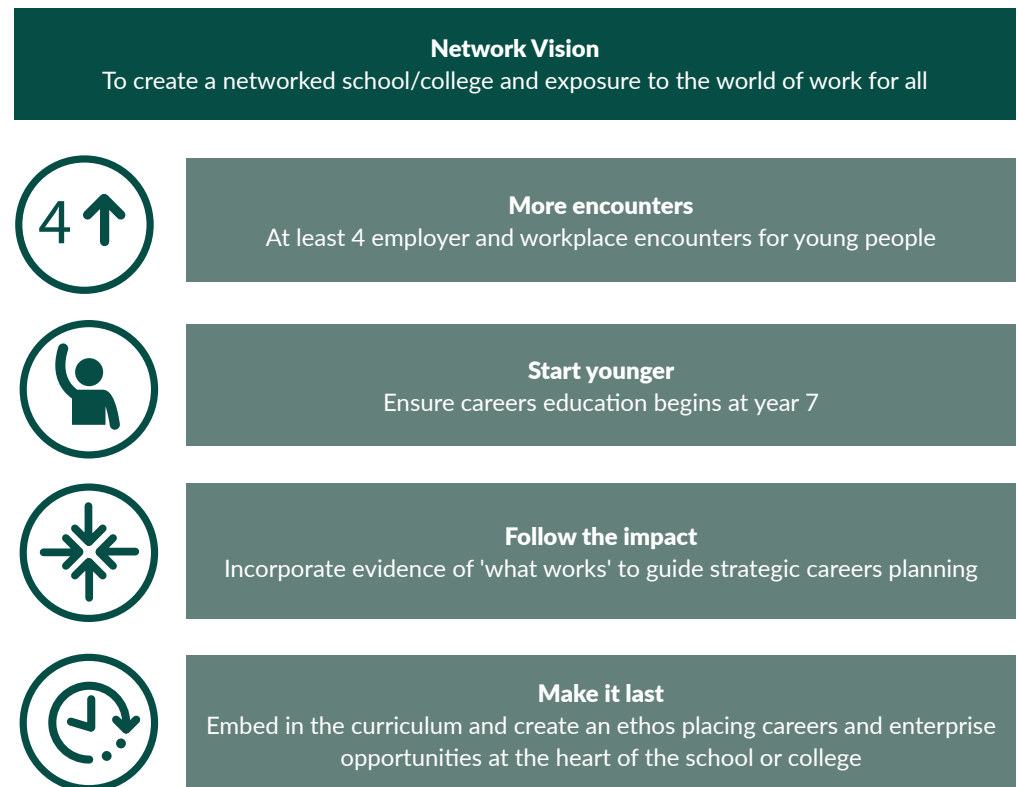 Network Vision
To create a networked school/college and exposure to the world of work for all
4
More encounters
At least 4 employer and workplace encounters for young people
Start younger
Ensure careers education begins at year 7
Follow the impact
Incorporate evidence of 'what works' to guide strategic careers planning
Make it last
Embed in the curriculum and create an ethos placing careers and enterprise
opportunities at the heart of the school or college